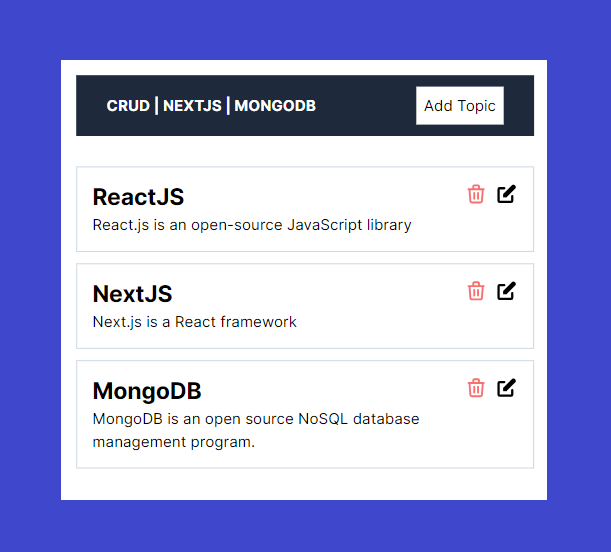 CRUD | NEXTJS | MONGODB
Add Topic
ReactJS
React.js is an open-source JavaScript library
NextJS
Next.js is a React framework
MongoDB
MongoDB is an open source NoSQL database
management program.